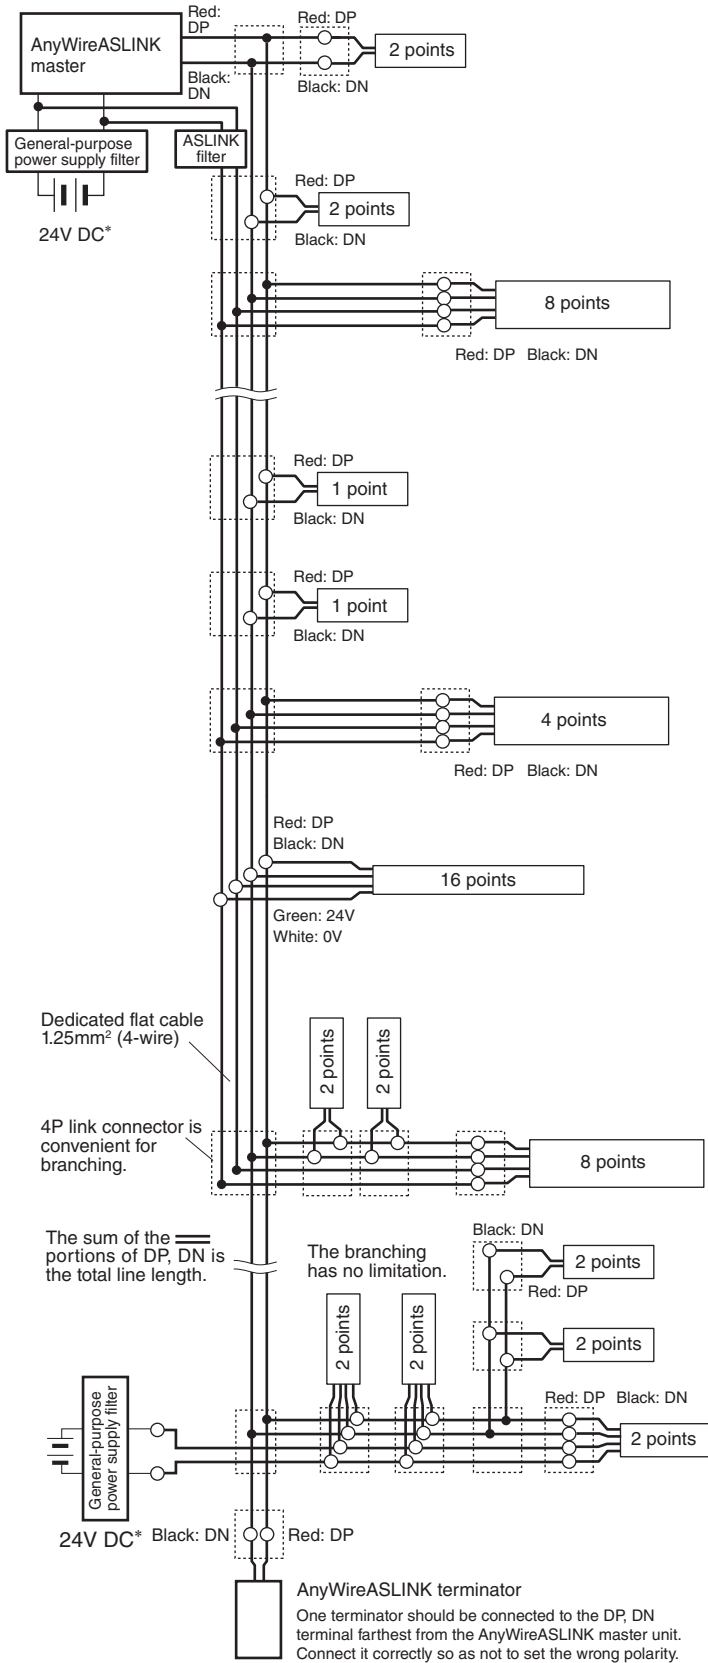 Red:
DP
Red: DP
AnyWireASLINK
master
2 points
Black:
DN
Black: DN
General-purpose
power supply filter
ASLINK
filter
24V DC*
Red: DP
2 points
Black: DN
8 points
Red: DP Black: DN
Red: DP
1 point
Black: DN
Red: DP
1 point
Black: DN
4 points
Red: DP Black: DN
Red: DP
Black: DN
16 points
Green: 24V
White: 0V
Dedicated flat cable
1.25mm² (4-wire)
2 points
2 points
4P link connector is
convenient for
branching.
8 points
The sum of the
portions of DP, DN is
the total line length.
The branching
has no limitation.
Black: DN
2 points
Red: DP
2 points
2 points
2 points
Red: DP Black: DN
2 points
General-purpose
power supply filter
24V DC*
Black: DN
Red: DP
AnyWireASLINK terminator
One terminator should be connected to the DP, DN
terminal farthest from the AnyWireASLINK master unit.
Connect it correctly so as not to set the wrong polarity.